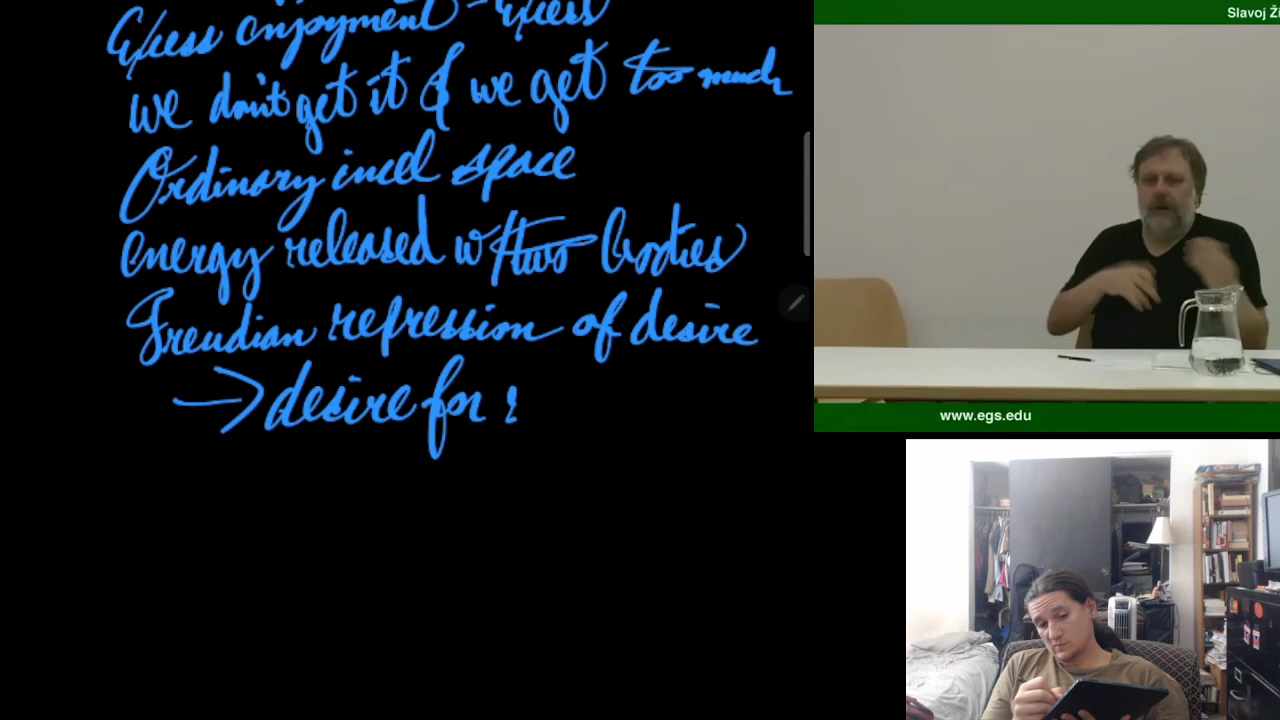 Excess enjoyment - Excess
we don't get it or we get too much
Ordinary incel space
energy released w/ two bodies
Freudian repression of desire
→ desire for
Slavoj Ži
www.egs.edu